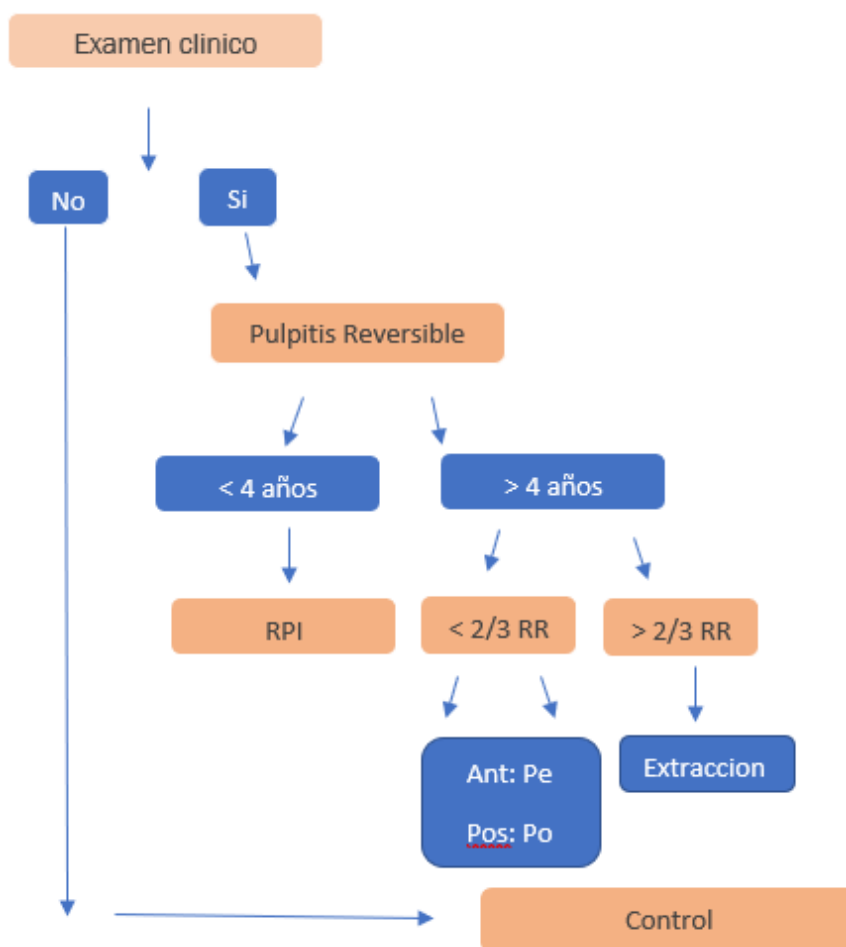 Examen clinico
No
Si
Pulpitis Reversible
< 4 años
> 4 años
RPI
< 2/3 RR
> 2/3 RR
Ant: Pe
Pos: Po
Extraccion
Control